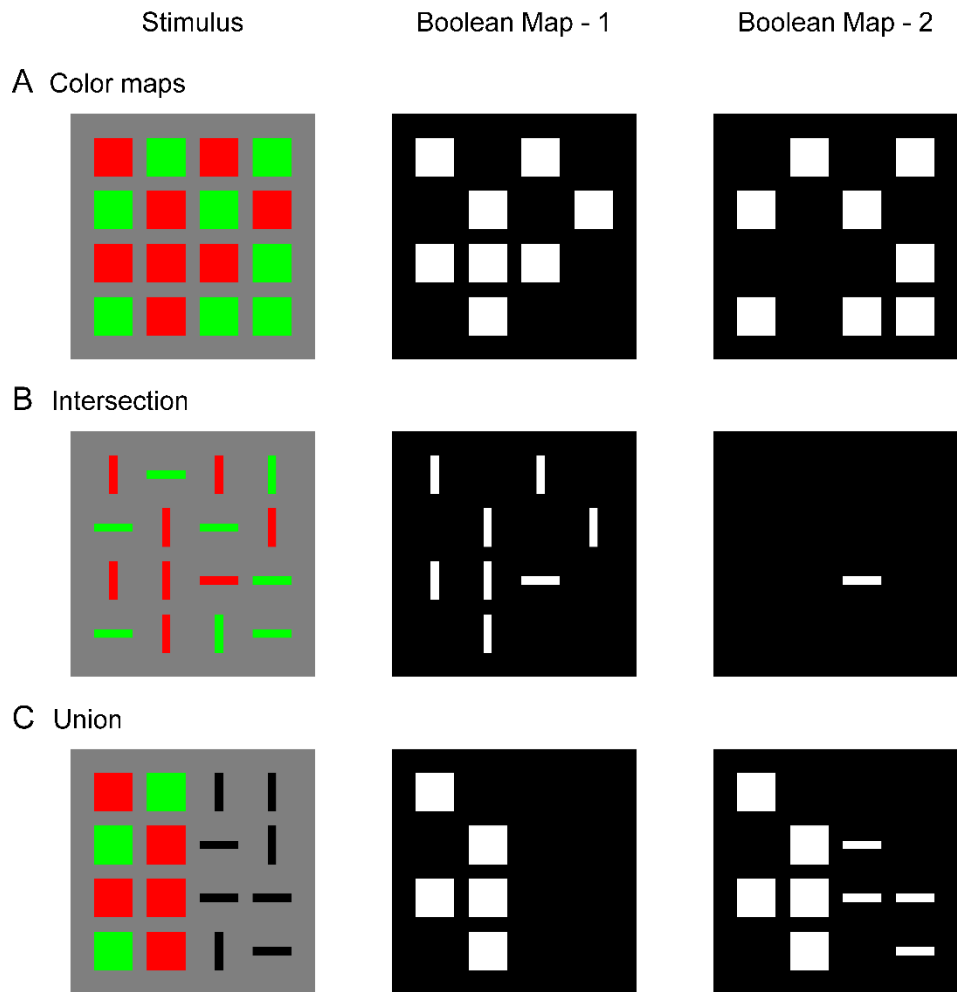 Stimulus Boolean Map - 1 Boolean Map - 2
A Color maps
B Intersection
C Union